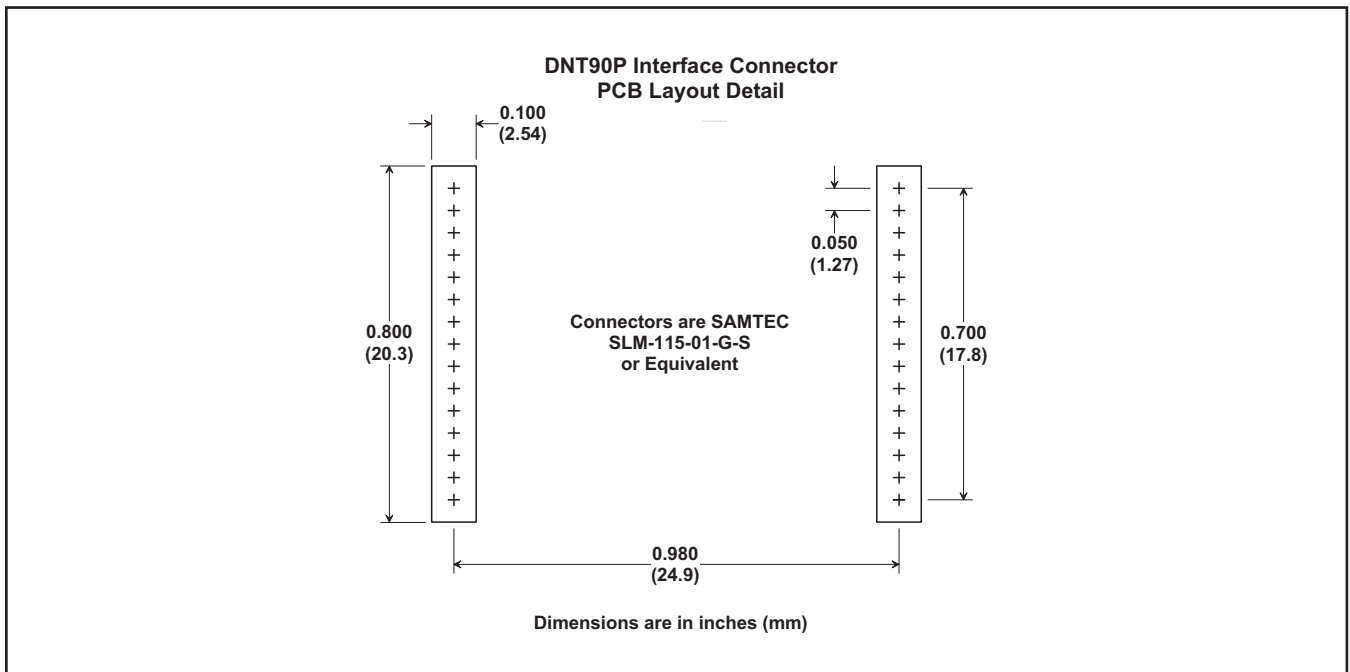 DNT90P Interface Connector
PCB Layout Detail
0.100
(2.54)
0.050
(1.27)
0.800
(20.3)
Connectors are SAMTEC
SLM-115-01-G-S
or Equivalent
0.700
(17.8)
0.980
(24.9)
Dimensions are in inches (mm)